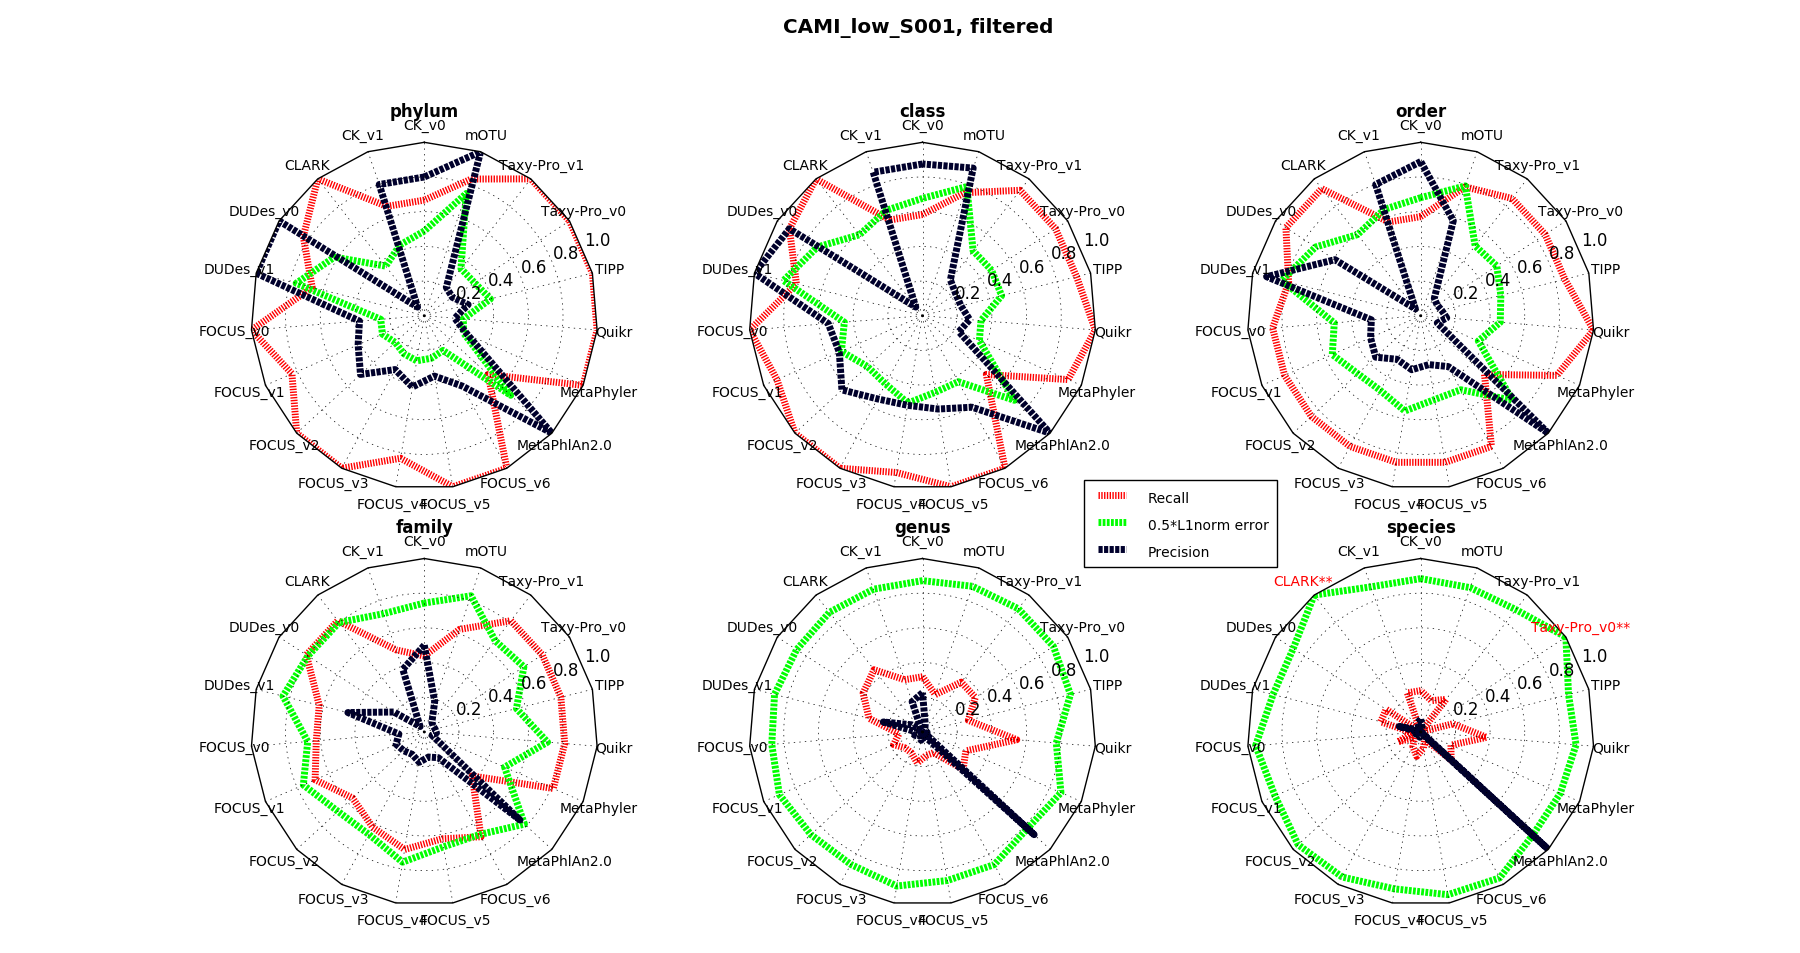 CAMI_low_S001, filtered
phylum
CK_v0
mOTU
Taxy-Pro_v1
Taxy-Pro_v0
TIPP
Quikr
MetaPhyler
MetaPhlAn2.0
FOCUS_v6
FOCUS_v5
FOCUS_v4
FOCUS_v3
FOCUS_v2
FOCUS_v1
FOCUS_v0
DUDes_v1
DUDes_v0
CLARK
CK_v1
0.2
0.4
0.6
0.8
1.0
class
CK_v0
mOTU
Taxy-Pro_v1
Taxy-Pro_v0
TIPP
Quikr
MetaPhyler
MetaPhlAn2.0
FOCUS_v6
FOCUS_v5
FOCUS_v4
FOCUS_v3
FOCUS_v2
FOCUS_v1
FOCUS_v0
DUDes_v1
DUDes_v0
CLARK
CK_v1
0.2
0.4
0.6
0.8
1.0
order
CK_v0
mOTU
Taxy-Pro_v1
Taxy-Pro_v0
TIPP
Quikr
MetaPhyler
MetaPhlAn2.0
FOCUS_v6
FOCUS_v5
FOCUS_v4
FOCUS_v3
FOCUS_v2
FOCUS_v1
FOCUS_v0
DUDes_v1
DUDes_v0
CLARK
CK_v1
0.2
0.4
0.6
0.8
1.0
Recall
0.5*L1norm error
Precision
family
CK_v0
mOTU
Taxy-Pro_v1
Taxy-Pro_v0
TIPP
Quikr
MetaPhyler
MetaPhlAn2.0
FOCUS_v6
FOCUS_v5
FOCUS_v4
FOCUS_v3
FOCUS_v2
FOCUS_v1
FOCUS_v0
DUDes_v1
DUDes_v0
CLARK
CK_v1
0.2
0.4
0.6
0.8
1.0
genus
CK_v0
mOTU
Taxy-Pro_v1
Taxy-Pro_v0
TIPP
Quikr
MetaPhyler
MetaPhlAn2.0
FOCUS_v6
FOCUS_v5
FOCUS_v4
FOCUS_v3
FOCUS_v2
FOCUS_v1
FOCUS_v0
DUDes_v1
DUDes_v0
CLARK
CK_v1
0.2
0.4
0.6
0.8
1.0
species
CK_v0
mOTU
Taxy-Pro_v1
Taxy-Pro_v0**
TIPP
Quikr
MetaPhyler
MetaPhlAn2.0
FOCUS_v6
FOCUS_v5
FOCUS_v4
FOCUS_v3
FOCUS_v2
FOCUS_v1
FOCUS_v0
DUDes_v1
DUDes_v0
CLARK**
CK_v1
0.2
0.4
0.6
0.8
1.0